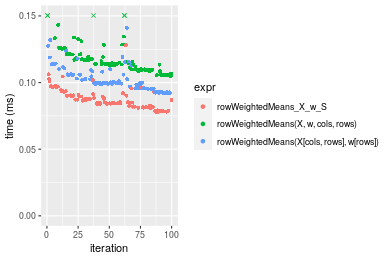 0.15
0.10
0.05
0.00
time (ms)
0
25
50
75
100
iteration
expr
rowWeightedMeans_X_w_S
rowWeightedMeans(X, w, cols, rows)
rowWeightedMeans(X[cols, rows], w[rows])